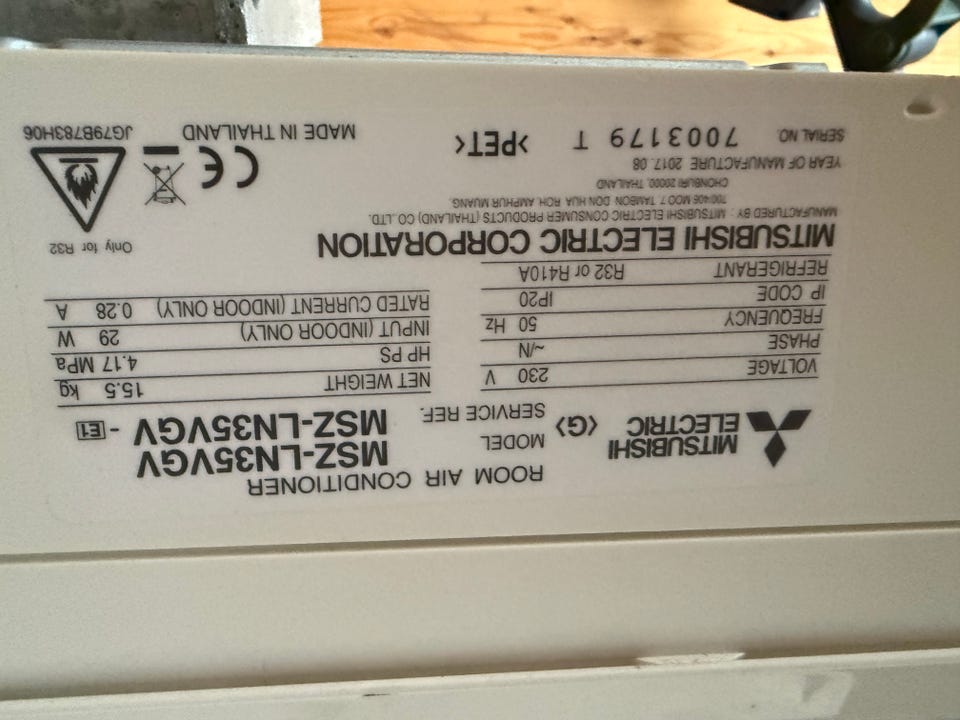 ROOM AIR CONDITIONER
MITSUBISHI
ELECTRIC
<G>
MODEL MSZ-LN35VGV
SERVICE REF. MSZ-LN35VGV - E1
VOLTAGE 230 V
PHASE ~/N
FREQUENCY 50 Hz
IP CODE IP20
REFRIGERANT R32 or R410A
NET WEIGHT 15.5 kg
HP PS 4.17 MPa
INPUT (INDOOR ONLY) 29 W
RATED CURRENT (INDOOR ONLY) 0.28 A
MITSUBISHI ELECTRIC CORPORATION
MANUFACTURED BY : MITSUBISHI ELECTRIC CONSUMER PRODUCTS (THAILAND) CO.,LTD.
700/406 MOO 7, TAMBON DON HUA ROH, AMPHUR MUANG,
CHONBURI 20000, THAILAND
YEAR OF MANUFACTURE 2017. 08
SERIAL NO. 7003179 T
>PET<
Only for R32
CE
MADE IN THAILAND
JG79B783H06